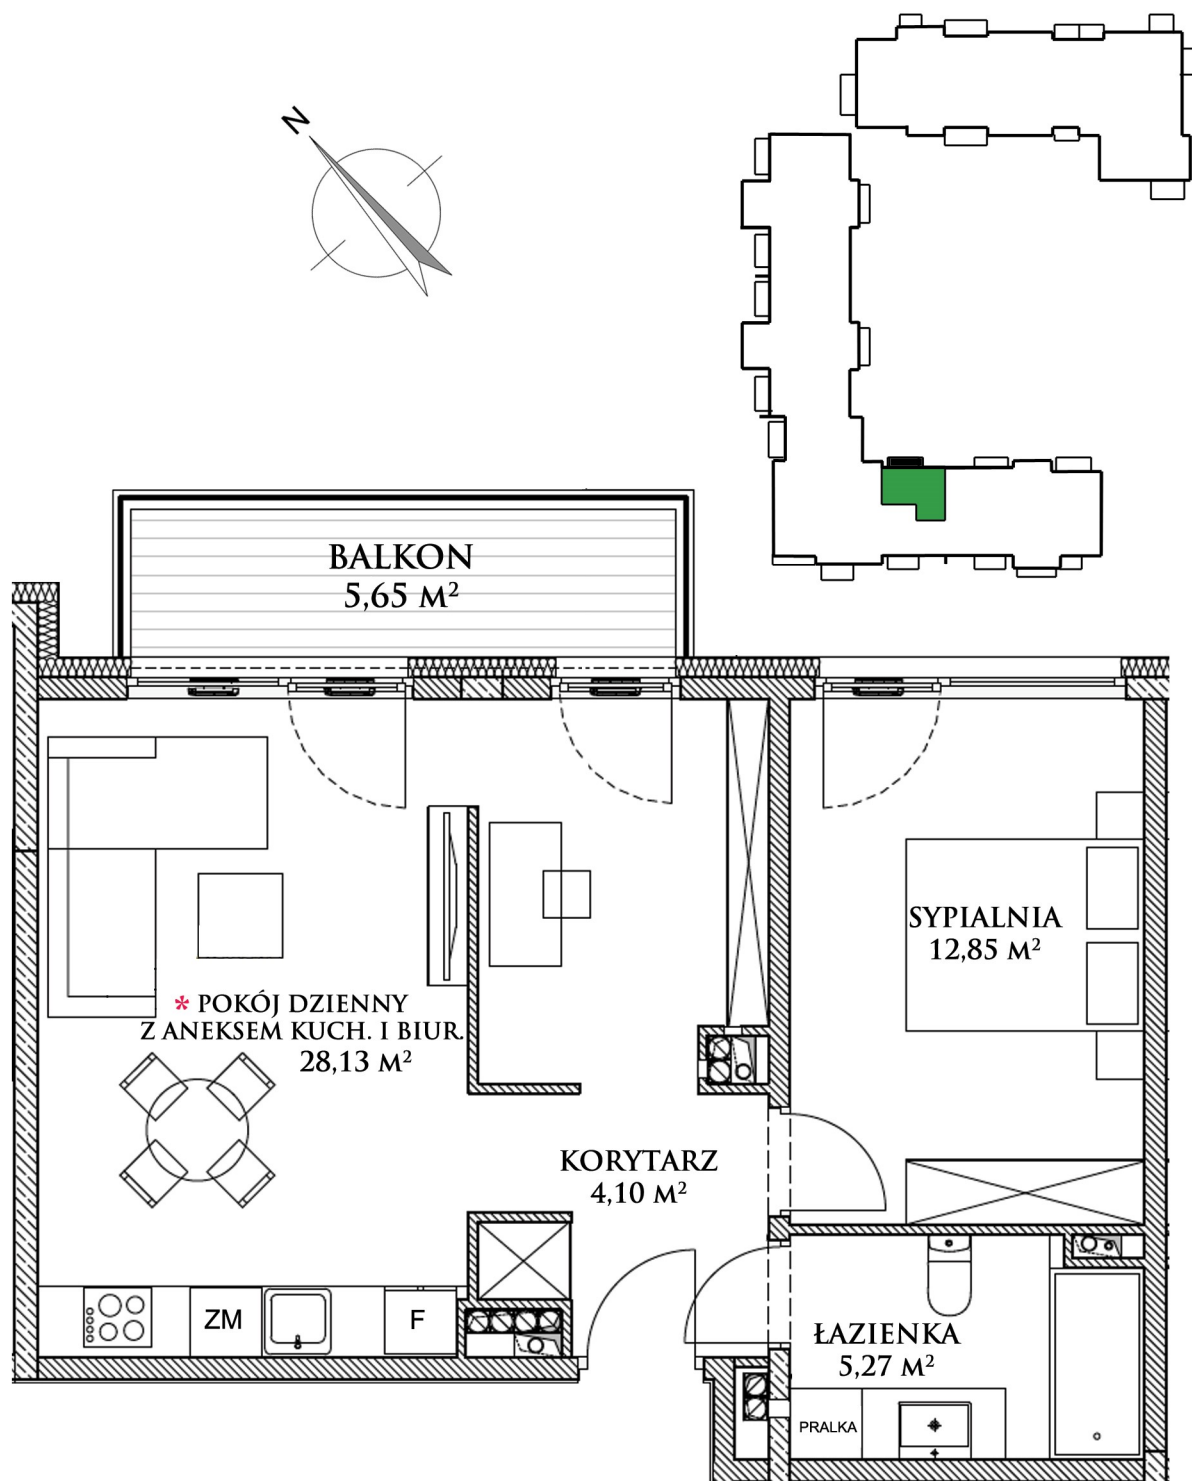 N
BALKON
5,65 M²
SYPIALNIA
12,85 M²
* POKÓJ DZIENNY
Z ANEKSEM KUCH. I BIUR.
28,13 M²
KORYTARZ
4,10 M²
ZM
F
ŁAZIENKA
5,27 M²
PRALKA